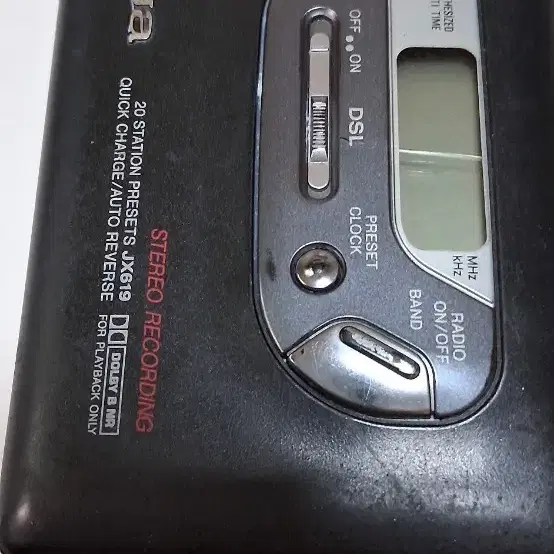 20 STATION PRESETS JX619
QUICK CHARGE/AUTO REVERSE
STEREO RECORDING
DOLBY B NR
FOR PLAYBACK ONLY
OFF ON
DSL
PRESET
CLOCK
MHz
kHz
RADIO
ON/OFF
BAND
TIME